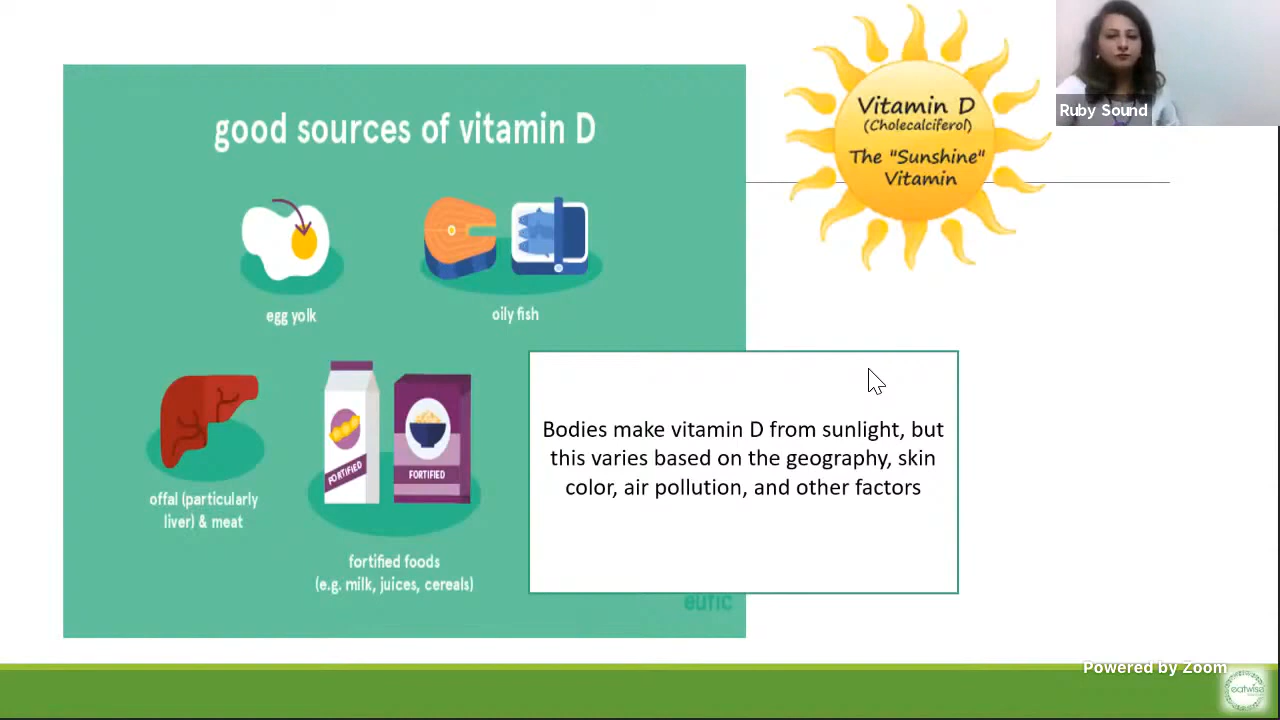 good sources of vitamin D
Vitamin D
(Cholecalciferol)
The "Sunshine"
Vitamin
Ruby Sound
egg yolk
oily fish
FORTIFIED
FORTIFIED
offal (particularly
liver) & meat
fortified foods
(e.g. milk, juices, cereals)
Bodies make vitamin D from sunlight, but
this varies based on the geography, skin
color, air pollution, and other factors
eufic
Powered by Zoom
eatwise